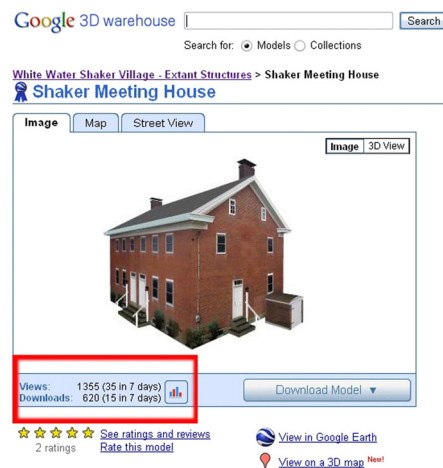 Google 3D warehouse Search
Search for: Models Collections
White Water Shaker Village - Extant Structures > Shaker Meeting House
Shaker Meeting House
Image Map Street View
Image 3D View
Views: 1355 (35 in 7 days)
Downloads: 620 (15 in 7 days)
Download Model ▼
See ratings and reviews
2 ratings Rate this model
View in Google Earth
View on a 3D map New!